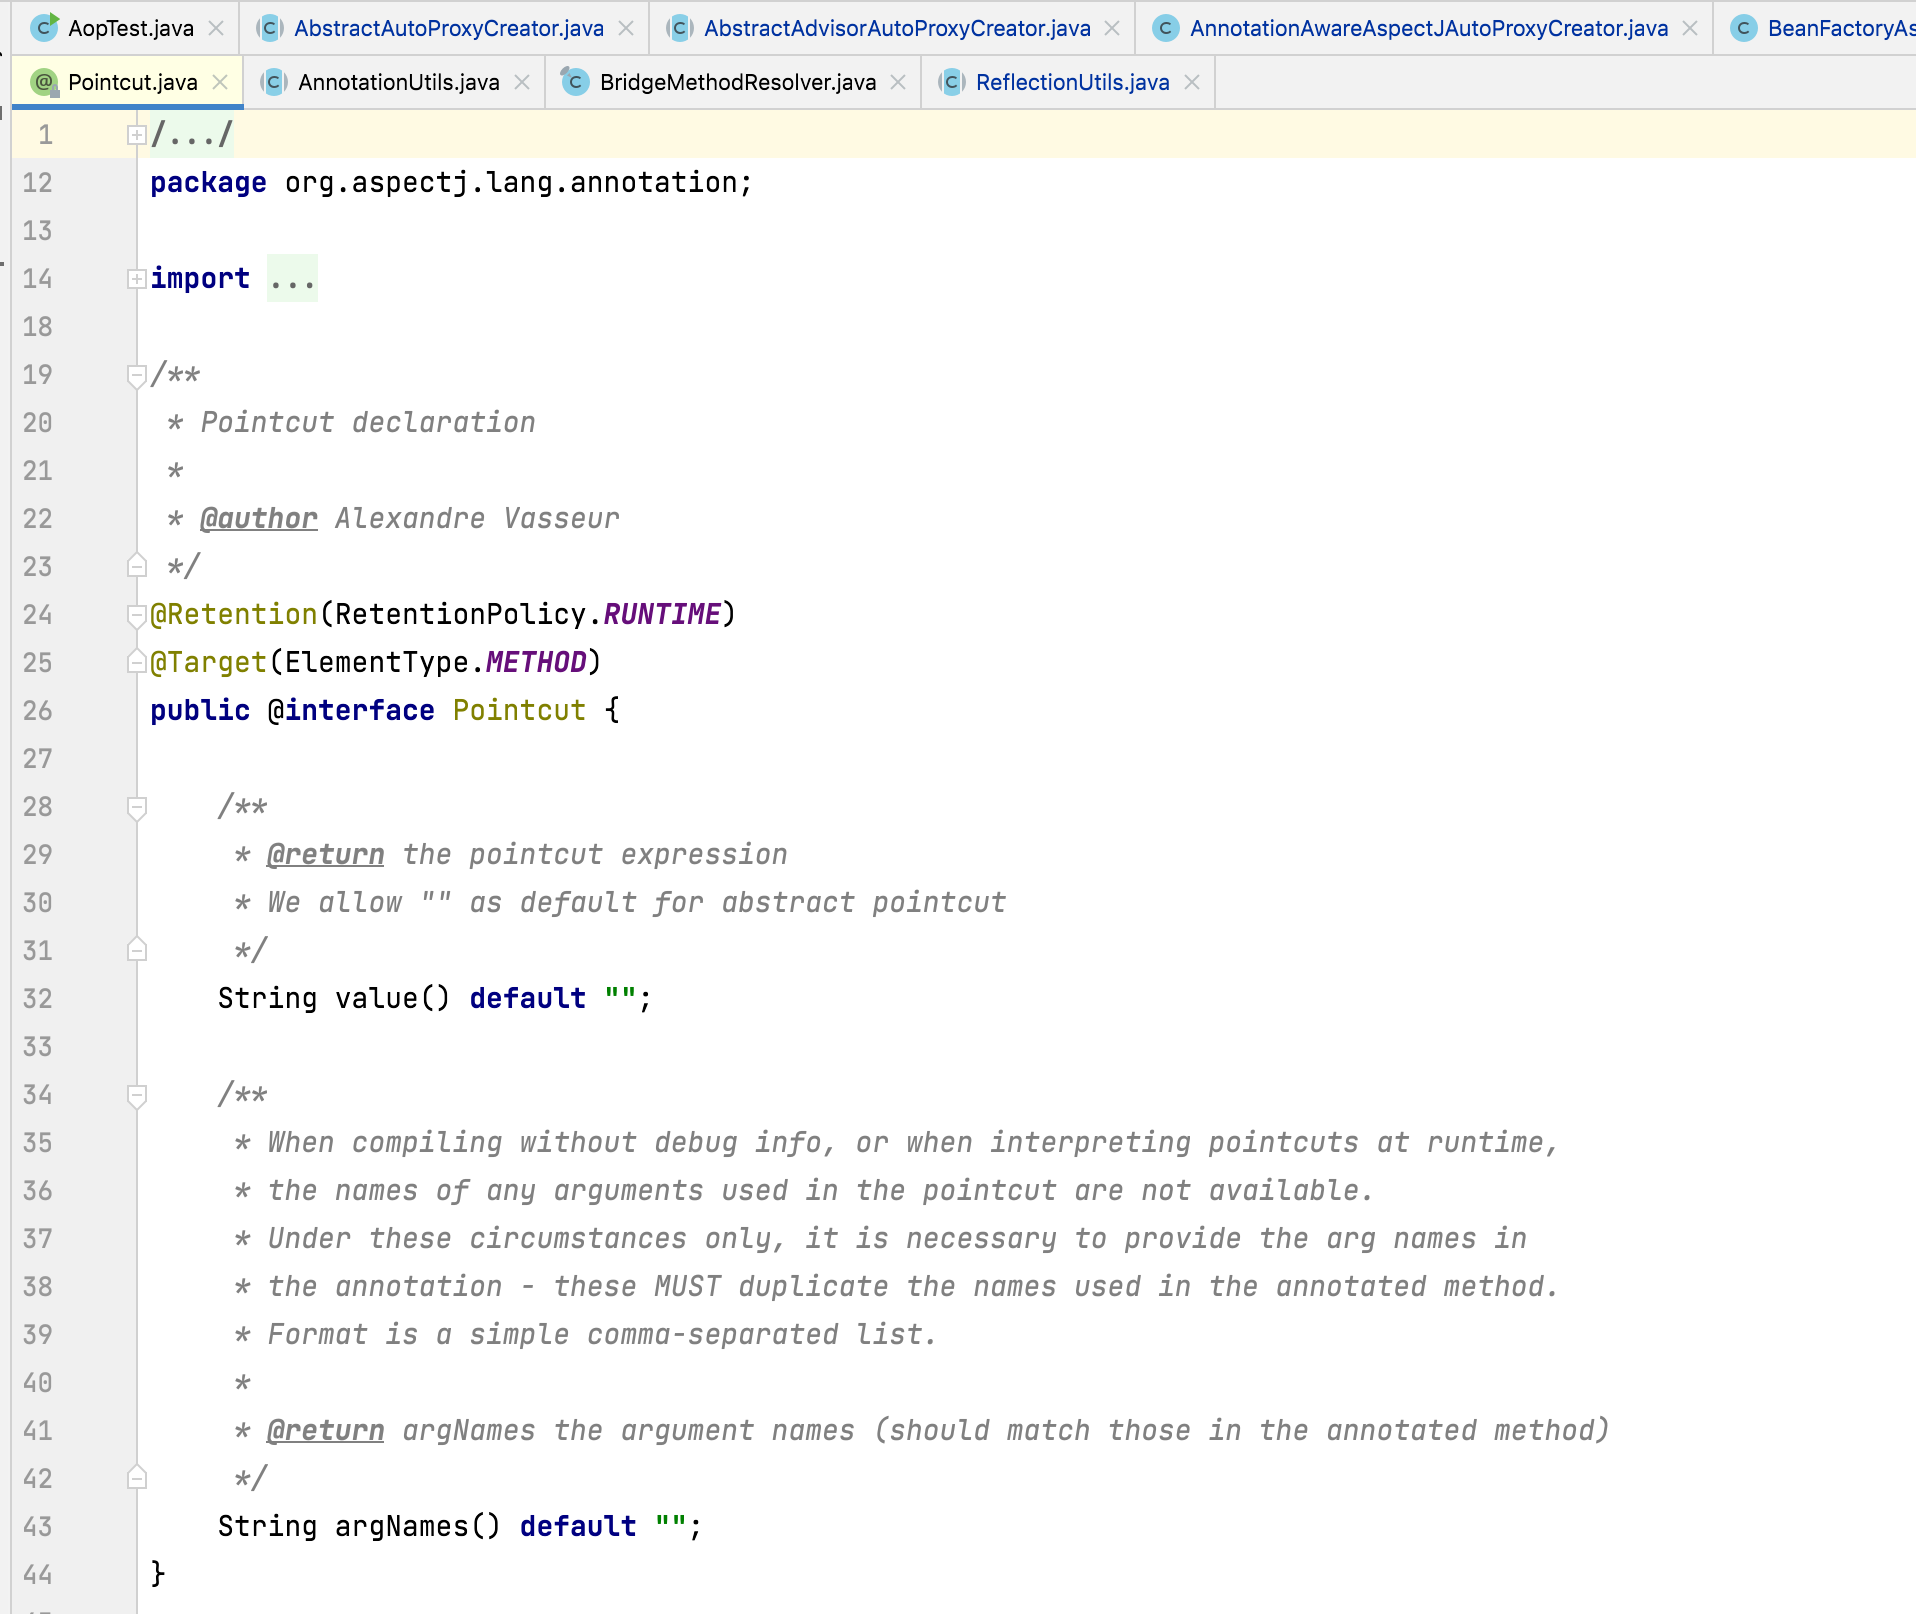 AopTest.java AbstractAutoProxyCreator.java AbstractAdvisorAutoProxyCreator.java AnnotationAwareAspectJAutoProxyCreator.java BeanFactoryAs
Pointcut.java AnnotationUtils.java BridgeMethodResolver.java ReflectionUtils.java
1 /.../
12 package org.aspectj.lang.annotation;
13
14 import ...
18
19 /**
20 * Pointcut declaration
21 *
22 * @author Alexandre Vasseur
23 */
24 @Retention(RetentionPolicy.RUNTIME)
25 @Target(ElementType.METHOD)
26 public @interface Pointcut {
27
28 /**
29 * @return the pointcut expression
30 * We allow "" as default for abstract pointcut
31 */
32 String value() default "";
33
34 /**
35 * When compiling without debug info, or when interpreting pointcuts at runtime,
36 * the names of any arguments used in the pointcut are not available.
37 * Under these circumstances only, it is necessary to provide the arg names in
38 * the annotation - these MUST duplicate the names used in the annotated method.
39 * Format is a simple comma-separated list.
40 *
41 * @return argNames the argument names (should match those in the annotated method)
42 */
43 String argNames() default "";
44 }